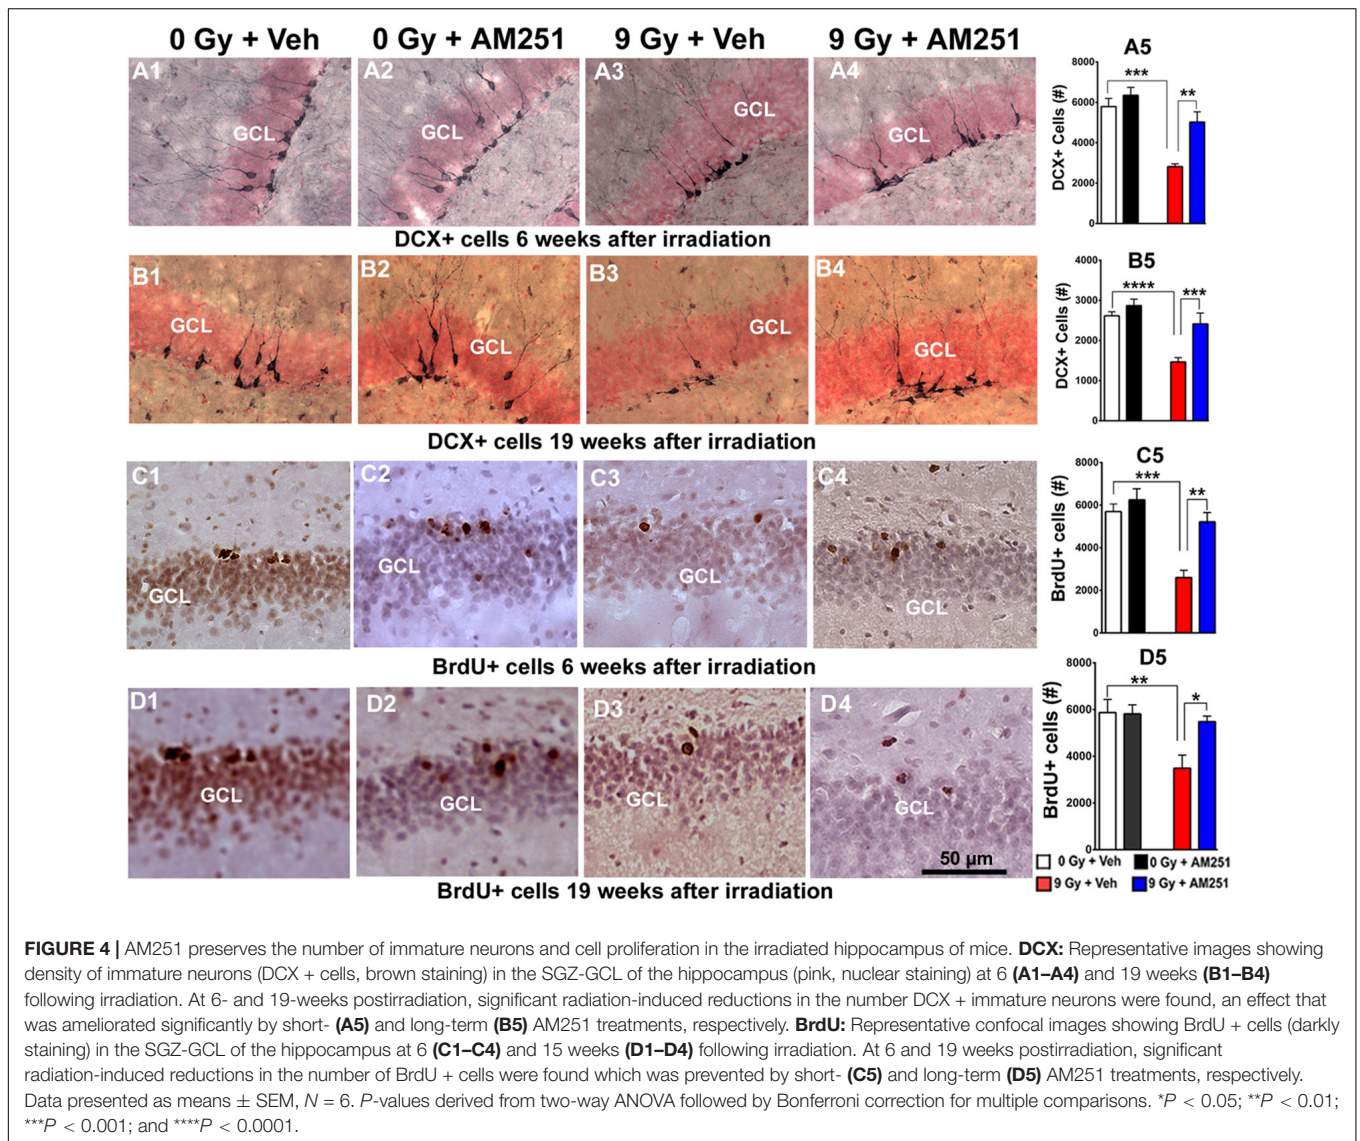 0 Gy + Veh 0 Gy + AM251 9 Gy + Veh 9 Gy + AM251
A1 GCL
A2 GCL
A3 GCL
A4 GCL
A5
DCX+ Cells (#)
8000
6000
4000
2000
0
***
**
DCX+ cells 6 weeks after irradiation
B1 GCL
B2 GCL
B3 GCL
B4 GCL
B5
DCX+ Cells (#)
4000
3000
2000
1000
0
****
***
DCX+ cells 19 weeks after irradiation
C1 GCL
C2 GCL
C3 GCL
C4 GCL
C5
BrdU+ cells (#)
8000
6000
4000
2000
0
***
**
BrdU+ cells 6 weeks after irradiation
D1 GCL
D2 GCL
D3 GCL
D4 GCL
50 µm
D5
BrdU+ cells (#)
8000
6000
4000
2000
0
**
*
0 Gy + Veh 0 Gy + AM251
9 Gy + Veh 9 Gy + AM251
BrdU+ cells 19 weeks after irradiation
FIGURE 4 | AM251 preserves the number of immature neurons and cell proliferation in the irradiated hippocampus of mice. DCX: Representative images showing
density of immature neurons (DCX + cells, brown staining) in the SGZ-GCL of the hippocampus (pink, nuclear staining) at 6 (A1–A4) and 19 weeks (B1–B4)
following irradiation. At 6- and 19-weeks postirradiation, significant radiation-induced reductions in the number DCX + immature neurons were found, an effect that
was ameliorated significantly by short- (A5) and long-term (B5) AM251 treatments, respectively. BrdU: Representative confocal images showing BrdU + cells (darkly
staining) in the SGZ-GCL of the hippocampus at 6 (C1–C4) and 15 weeks (D1–D4) following irradiation. At 6 and 19 weeks postirradiation, significant
radiation-induced reductions in the number of BrdU + cells were found which was prevented by short- (C5) and long-term (D5) AM251 treatments, respectively.
Data presented as means ± SEM, N = 6. P-values derived from two-way ANOVA followed by Bonferroni correction for multiple comparisons. *P < 0.05; **P < 0.01;
***P < 0.001; and ****P < 0.0001.